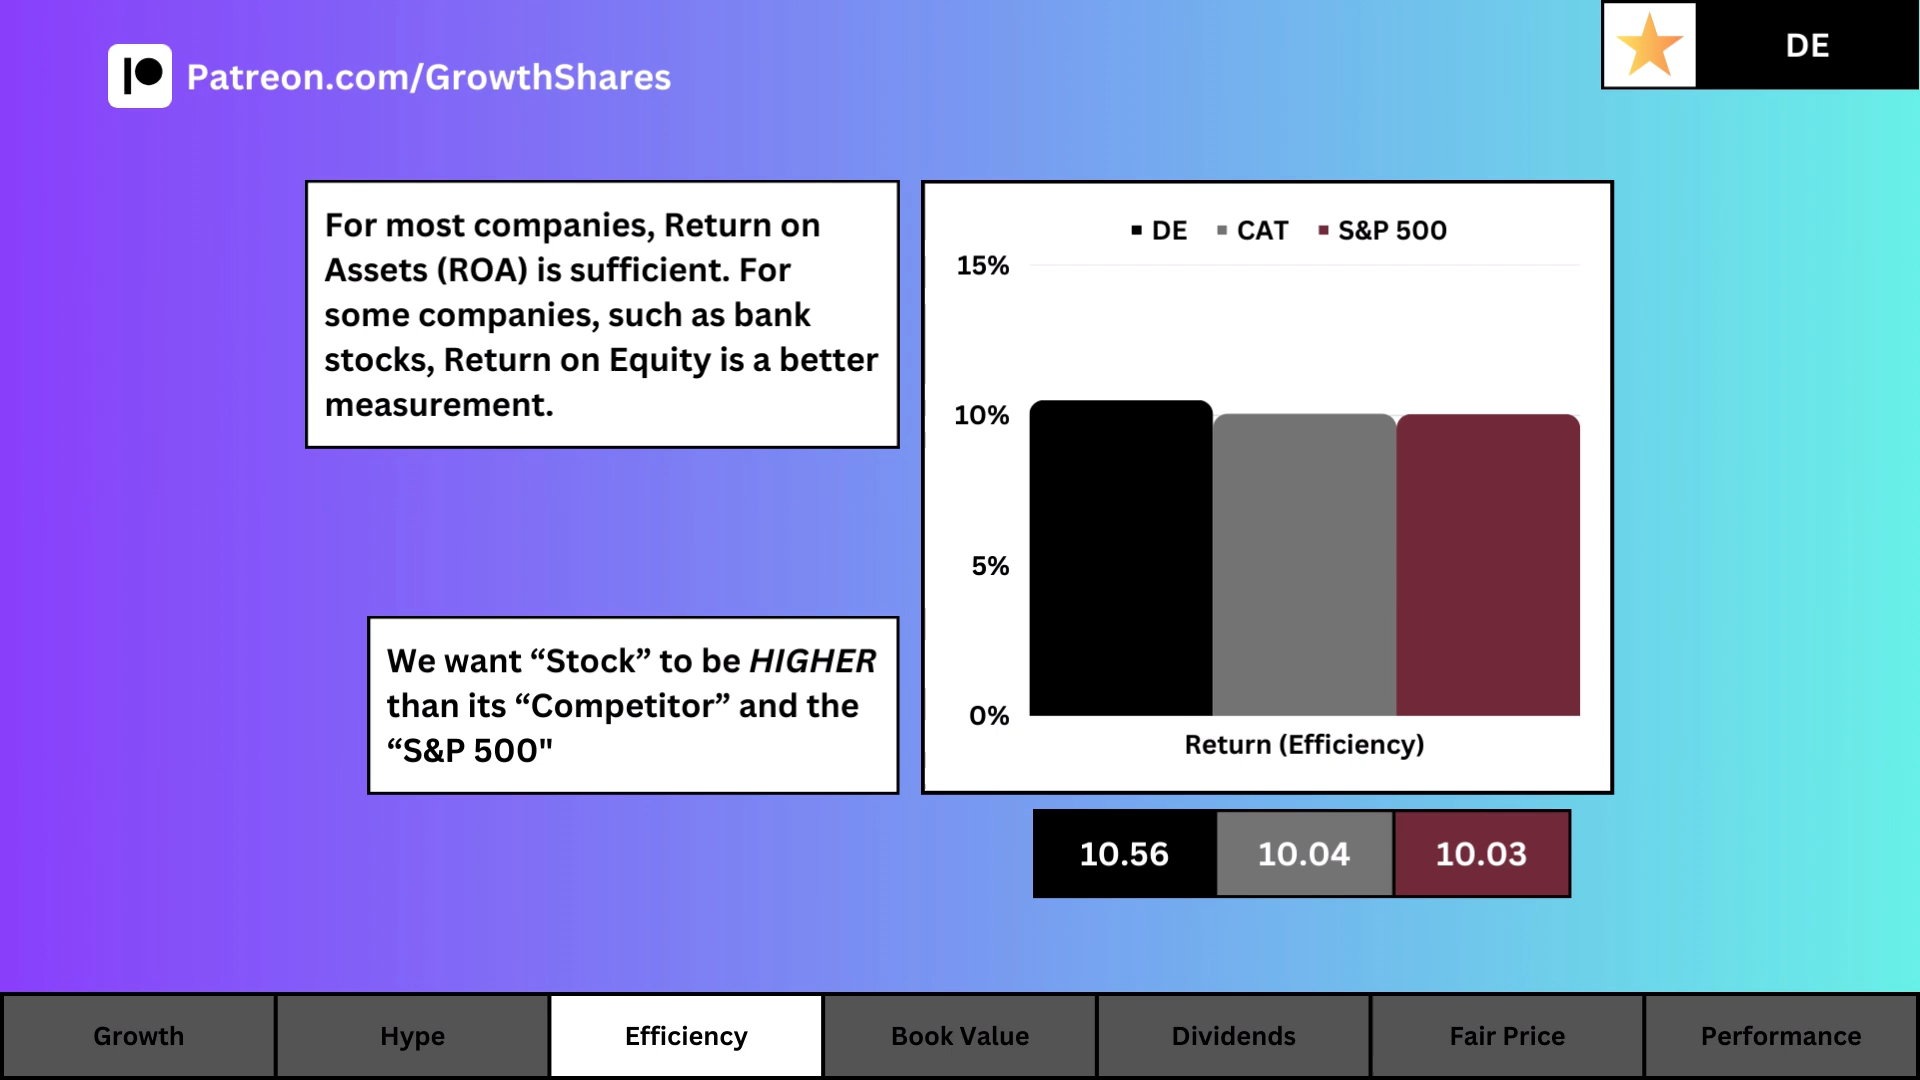 Patreon.com/GrowthShares
DE
For most companies, Return on
Assets (ROA) is sufficient. For
some companies, such as bank
stocks, Return on Equity is a better
measurement.
We want “Stock” to be HIGHER
than its “Competitor” and the
“S&P 500"
DE CAT S&P 500
15%
10%
5%
0%
Return (Efficiency)
10.56 10.04 10.03
Growth Hype Efficiency Book Value Dividends Fair Price Performance